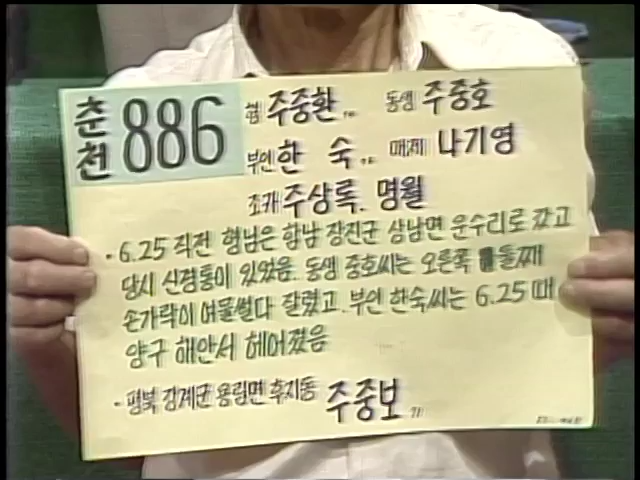 춘천 886
형 주중환 동생 주중호
부인 한 숙 매제 나기영
조카 주상록. 명월
· 6.25 직전 형님은 함남 장진군 상남면 운수리로 갔고
당시 신경통이 있었음. 동생 중호씨는 오른쪽 둘째
손가락이 여물썰다 잘렸고. 부인 한숙씨는 6.25때
양구 해안서 헤어졌음
· 평북 강계군 용림면 후지동 주중보